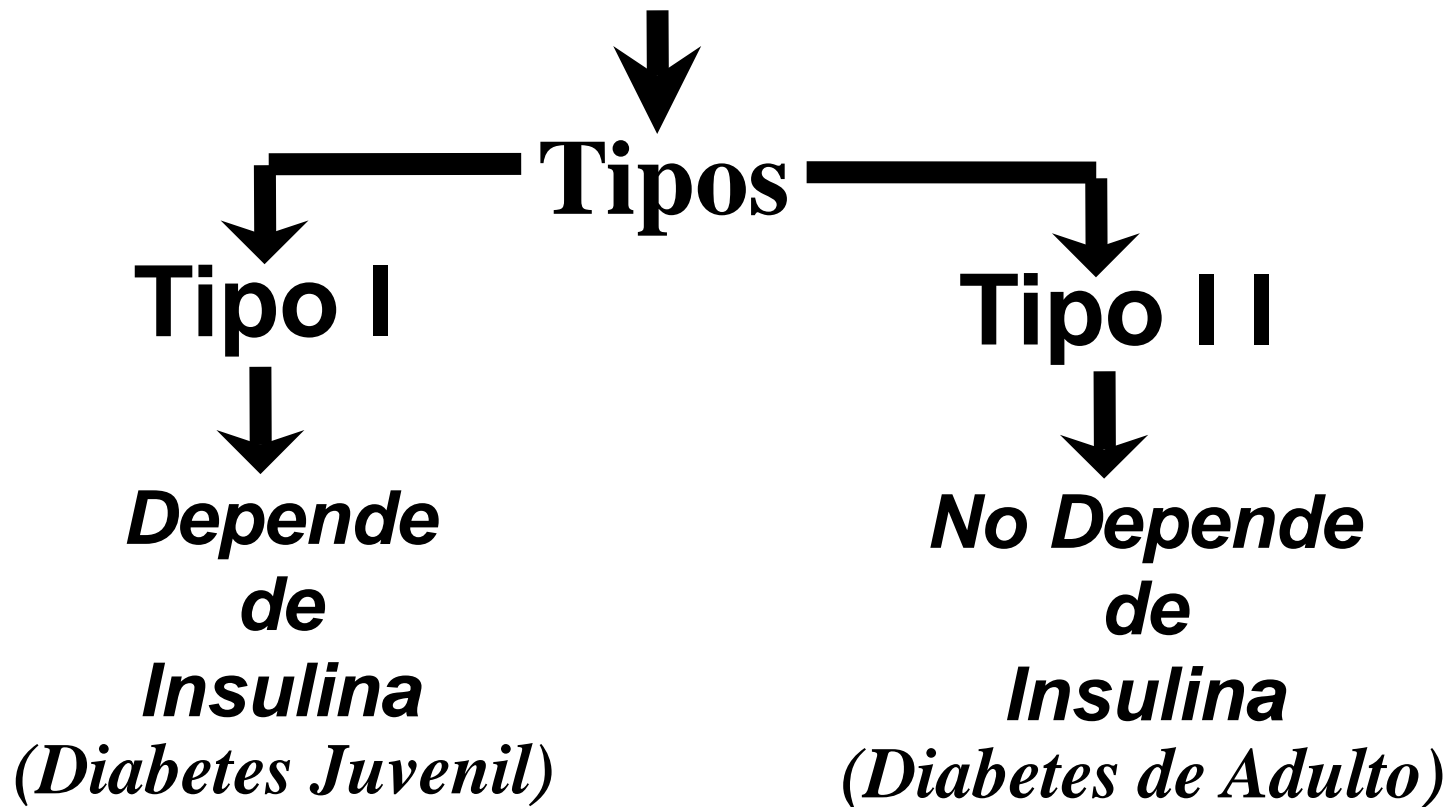 Tipos
Tipo I
Depende
de
Insulina
(Diabetes Juvenil)
Tipo I I
No Depende
de
Insulina
(Diabetes de Adulto)